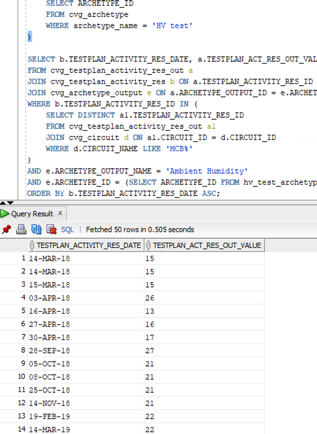 SELECT ARCHETYPE_ID
FROM cvg_archetype
WHERE archetype_name = 'HV test'
)
SELECT b.TESTPLAN_ACTIVITY_RES_DATE, a.TESTPLAN_ACT_RES_OUT_VAL
FROM cvg_testplan_activity_res_out a
JOIN cvg_testplan_activity_res b ON a.TESTPLAN_ACTIVITY_RES_ID
JOIN cvg_archetype_output e ON a.ARCHETYPE_OUTPUT_ID = e.ARCHET
WHERE b.TESTPLAN_ACTIVITY_RES_ID IN (
SELECT DISTINCT a1.TESTPLAN_ACTIVITY_RES_ID
FROM cvg_testplan_activity_res_out a1
JOIN cvg_circuit d ON a1.CIRCUIT_ID = d.CIRCUIT_ID
WHERE d.CIRCUIT_NAME LIKE 'MCB%'
)
AND e.ARCHETYPE_OUTPUT_NAME = 'Ambient Humidity'
AND e.ARCHETYPE_ID = (SELECT ARCHETYPE_ID FROM hv_test_archetyp
ORDER BY b.TESTPLAN_ACTIVITY_RES_DATE ASC;
Query Result x
SQL | Fetched 50 rows in 0.505 seconds
TESTPLAN_ACTIVITY_RES_DATE TESTPLAN_ACT_RES_OUT_VALUE
1 14-MAR-18 15
2 14-MAR-18 15
3 15-MAR-18 15
4 03-APR-18 26
5 16-APR-18 13
6 27-APR-18 16
7 30-APR-18 17
8 28-SEP-18 27
9 05-OCT-18 21
10 08-OCT-18 21
11 25-OCT-18 21
12 14-NOV-18 21
13 19-FEB-19 22
14 14-MAR-19 22